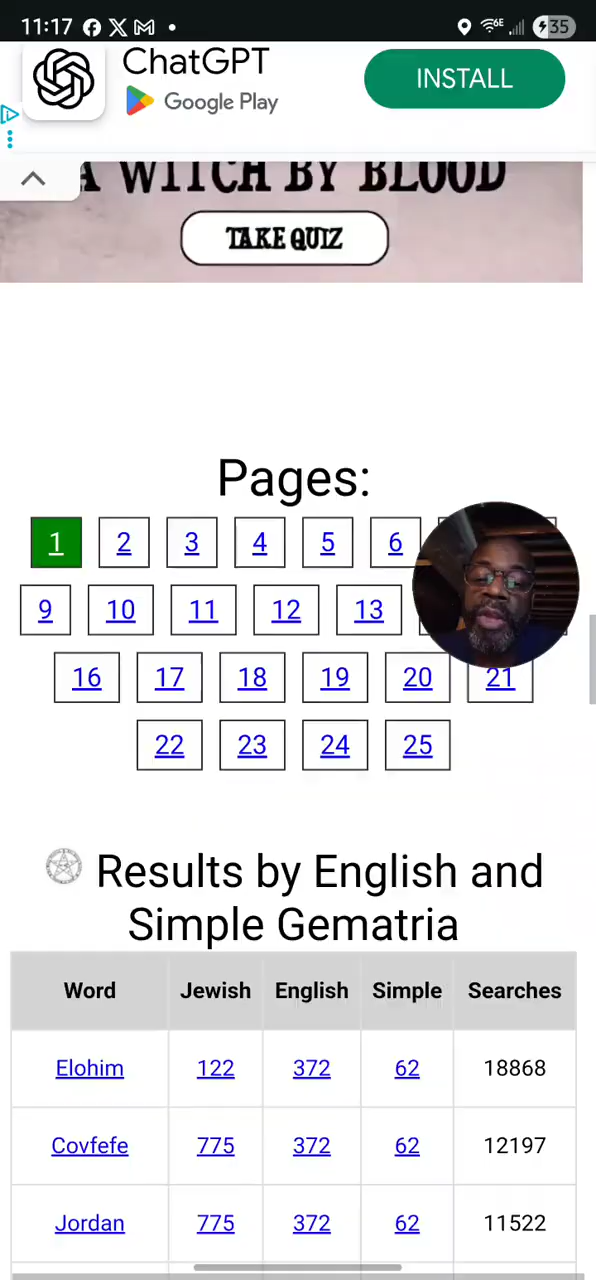 11:17
35
ChatGPT
Google Play
INSTALL
A WITCH BY BLOOD
TAKE QUIZ
Pages:
1 2 3 4 5 6
9 10 11 12 13
16 17 18 19 20 21
22 23 24 25
Results by English and
Simple Gematria
Word Jewish English Simple Searches
Elohim 122 372 62 18868
Covfefe 775 372 62 12197
Jordan 775 372 62 11522